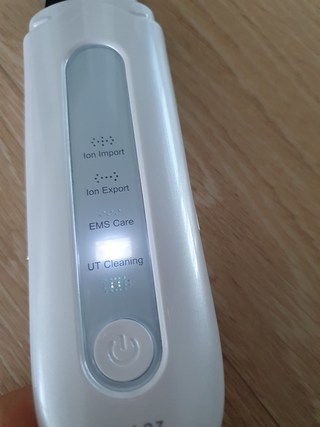 Ion Import
Ion Export
EMS Care
UT Cleaning